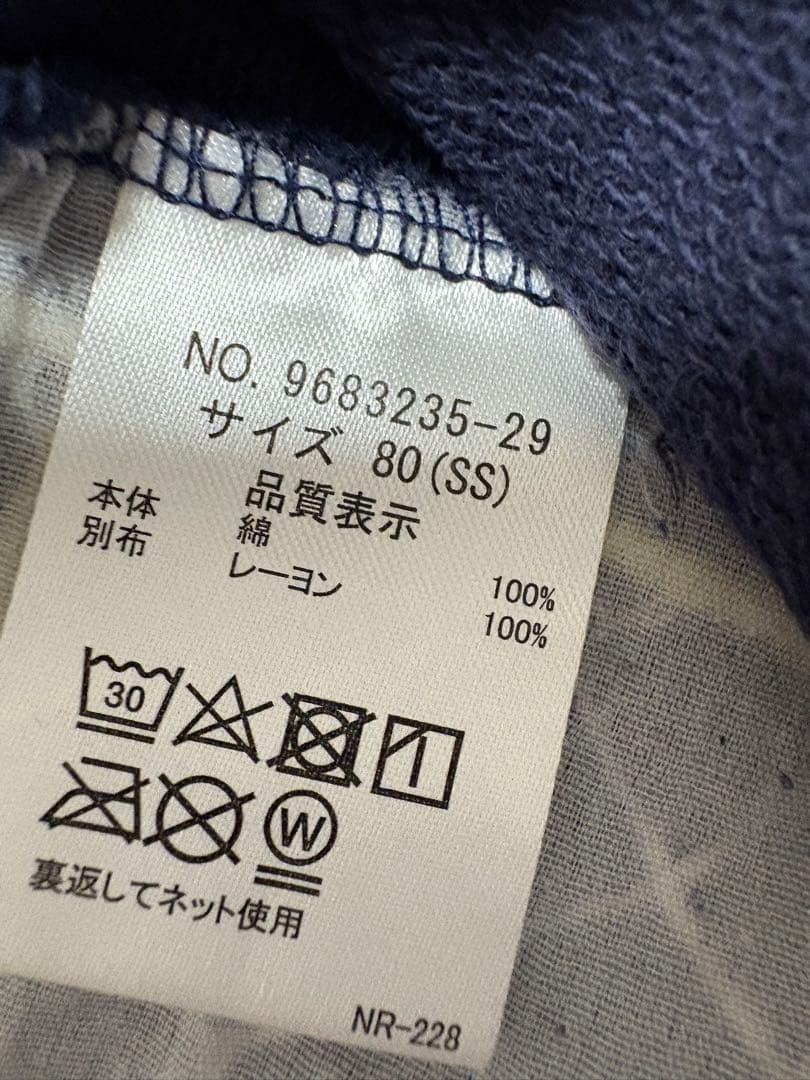 NO. 9683235-29
サイズ 80(SS)
品質表示
本体 綿 100%
別布 レーヨン 100%
30
W
裏返してネット使用
NR-228